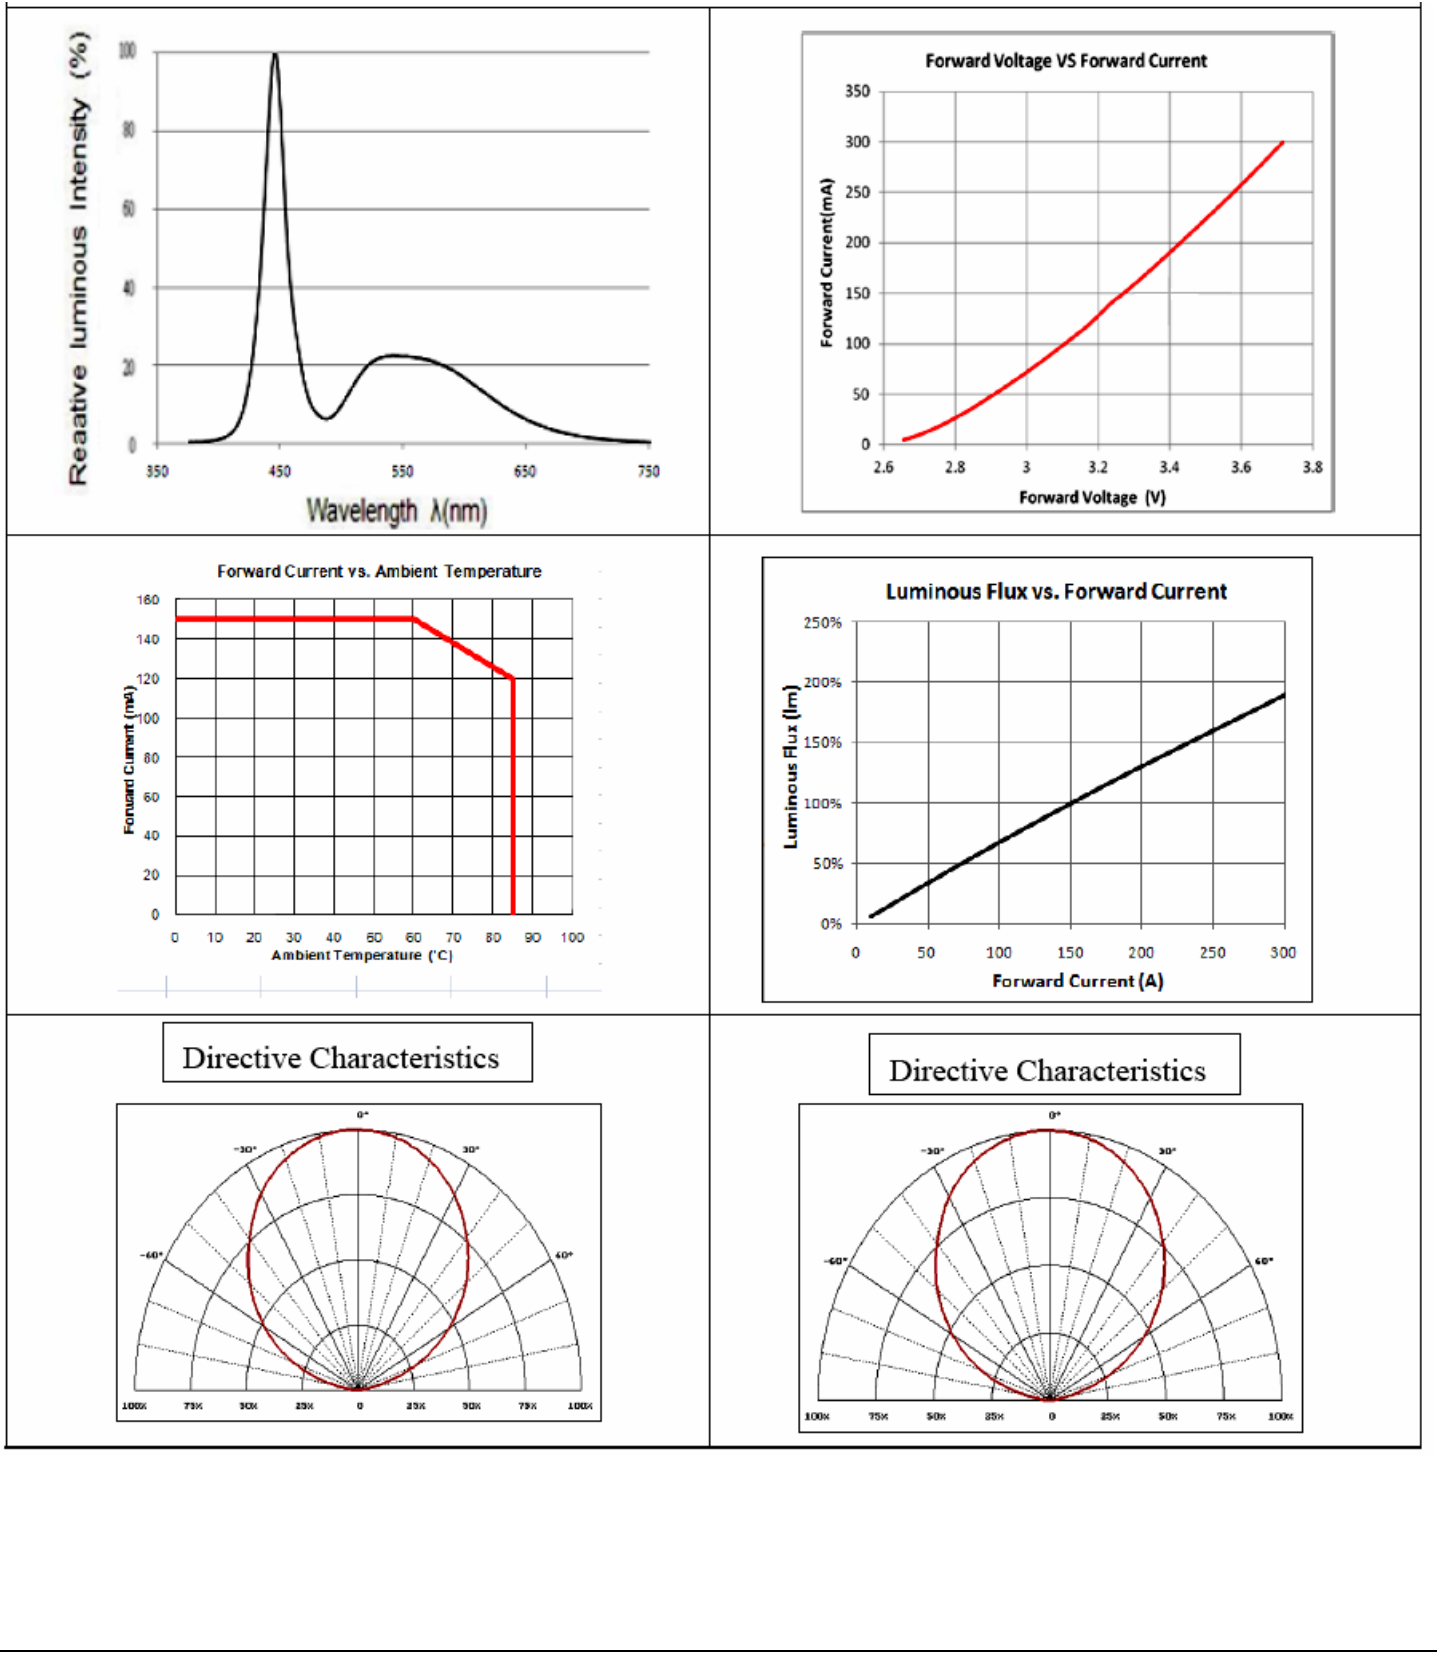 Reaative luminous Intensity (%)
100
80
60
40
20
0
350 450 550 650 750
Wavelength λ(nm)
Forward Voltage VS Forward Current
Forward Current(mA)
350
300
250
200
150
100
50
0
2.6 2.8 3 3.2 3.4 3.6 3.8
Forward Voltage (V)
Forward Current vs. Ambient Temperature
Forward Current (mA)
160
140
120
100
80
60
40
20
0
0 10 20 30 40 50 60 70 80 90 100
Ambient Temperature (°C)
Luminous Flux vs. Forward Current
Luminous Flux (lm)
250%
200%
150%
100%
50%
0%
0 50 100 150 200 250 300
Forward Current (A)
Directive Characteristics
0°
-30° 30°
-60° 60°
100% 75% 50% 25% 0 25% 50% 75% 100%
Directive Characteristics
0°
-30° 30°
-60° 60°
100% 75% 50% 25% 0 25% 50% 75% 100%